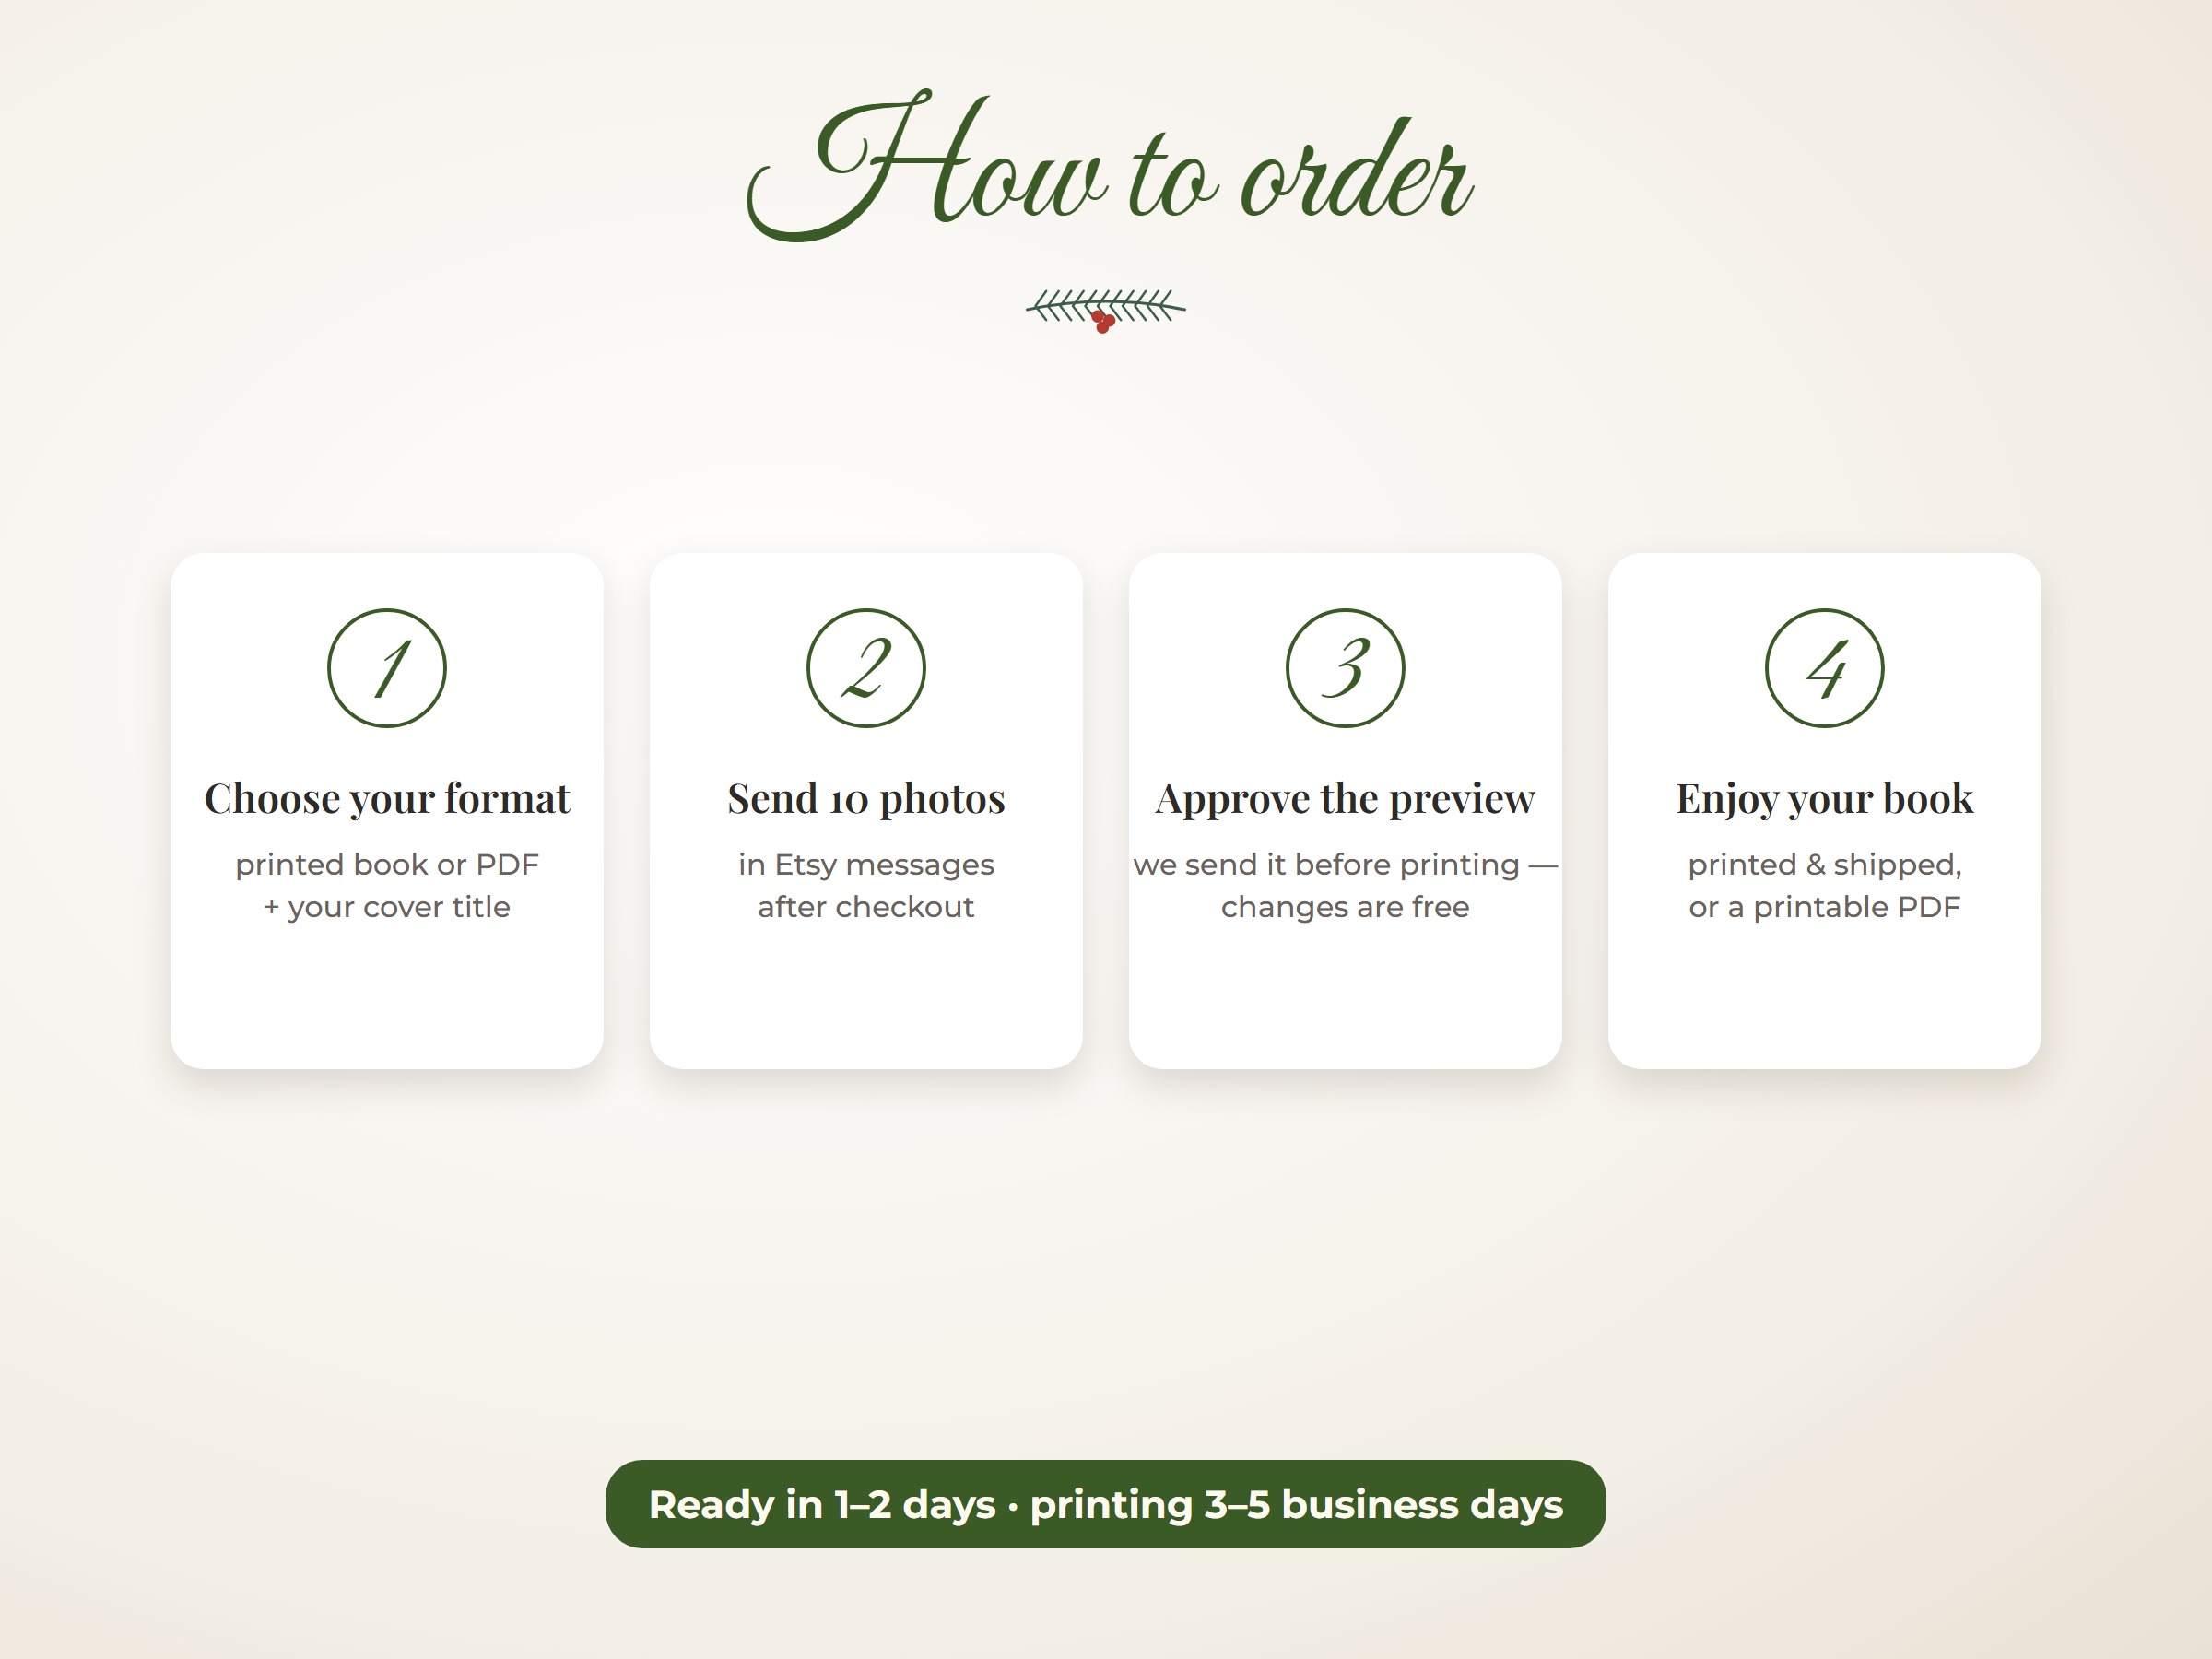 How to order
1
Choose your format
printed book or PDF
+ your cover title
2
Send 10 photos
in Etsy messages
after checkout
3
Approve the preview
we send it before printing —
changes are free
4
Enjoy your book
printed & shipped,
or a printable PDF
Ready in 1–2 days · printing 3–5 business days